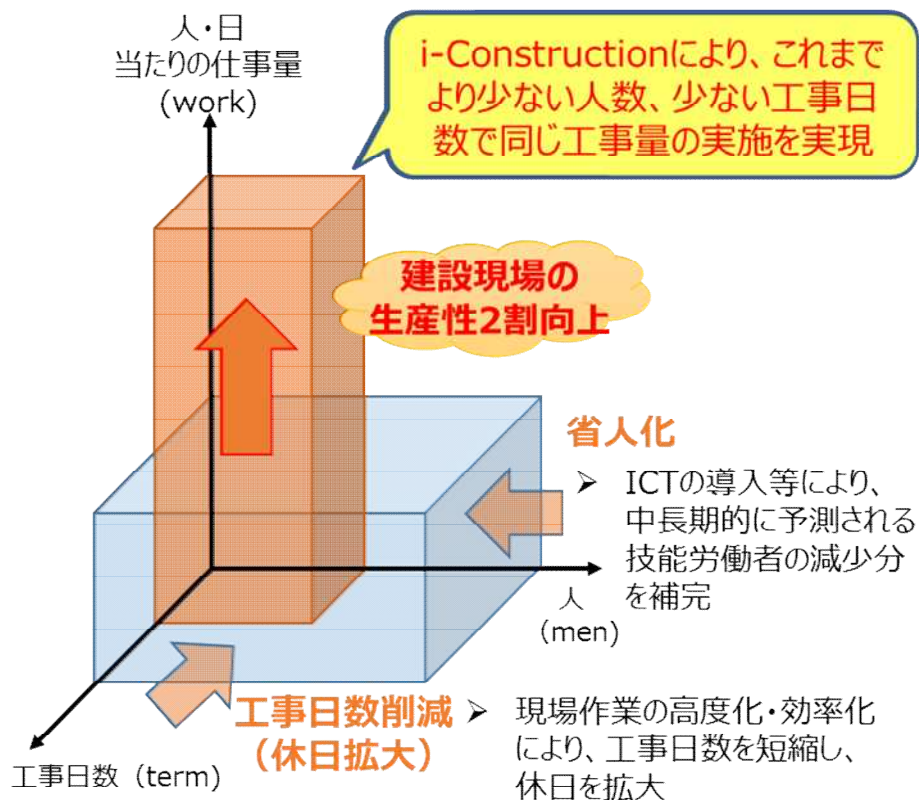 人・日
当たりの仕事量
(work)
i-Constructionにより、これまで
より少ない人数、少ない工事日
数で同じ工事量の実施を実現
建設現場の
生産性2割向上
省人化
➢ ICTの導入等により、
中長期的に予測される
技能労働者の減少分
を補完
人
(men)
工事日数削減
(休日拡大)
➢ 現場作業の高度化・効率化
により、工事日数を短縮し、
休日を拡大
工事日数 (term)